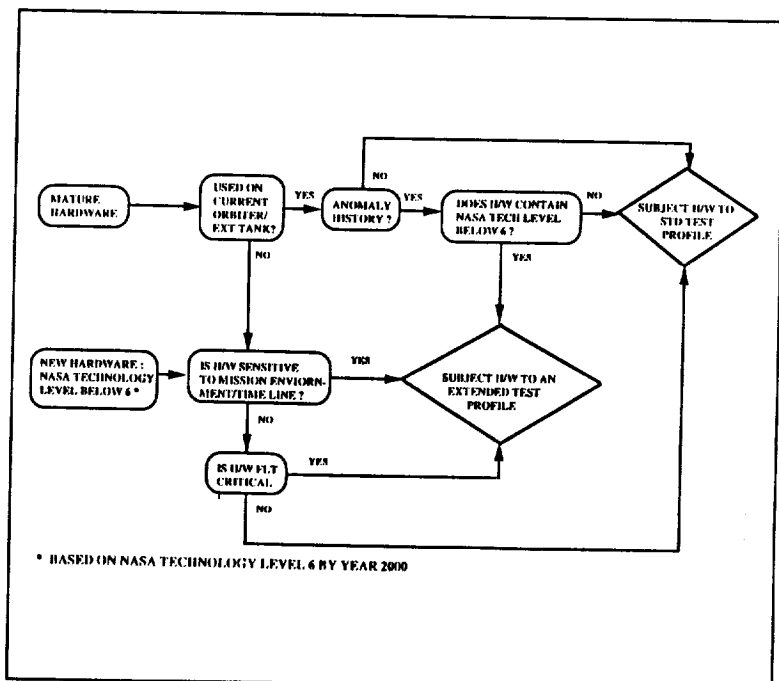 NO
MATURE
HARDWARE
USED ON
CURRENT
ORBITER/
EXT TANK?
YES
ANOMALY
HISTORY ?
YES
DOES H/W CONTAIN
NASA TECH LEVEL
BELOW 6 ?
NO
SUBJECT H/W TO
STD TEST
PROFILE
NO
YES
NEW HARDWARE :
NASA TECHNOLOGY
LEVEL BELOW 6 *
IS H/W SENSITIVE
TO MISSION ENVIORN-
MENT/TIME LINE ?
YES
SUBJECT H/W TO AN
EXTENDED TEST
PROFILE
NO
IS H/W FLT
CRITICAL
YES
NO
* BASED ON NASA TECHNOLOGY LEVEL 6 BY YEAR 2000